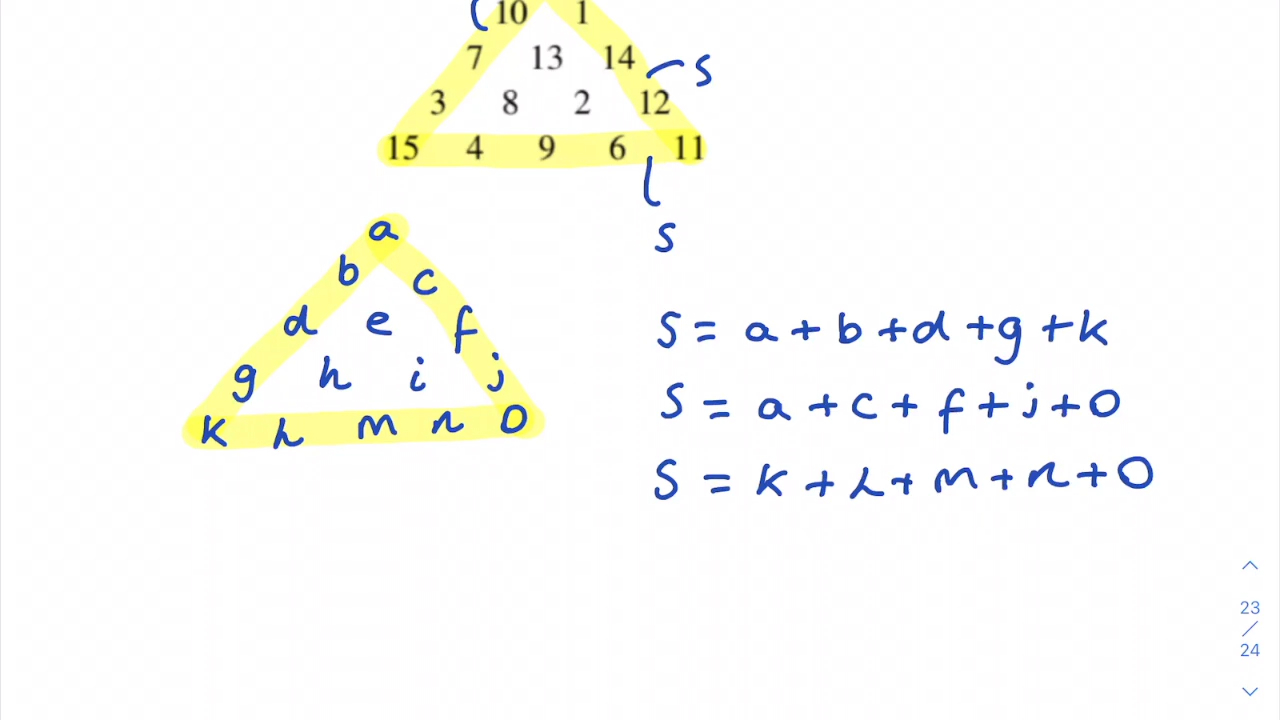 10 1
7 13 14
S
3 8 2 12
15 4 9 6 11
S
a
b c
d e f
g h i j
k l m n o
S = a + b + d + g + k
S = a + c + f + j + o
S = k + l + m + n + o
23
/
24